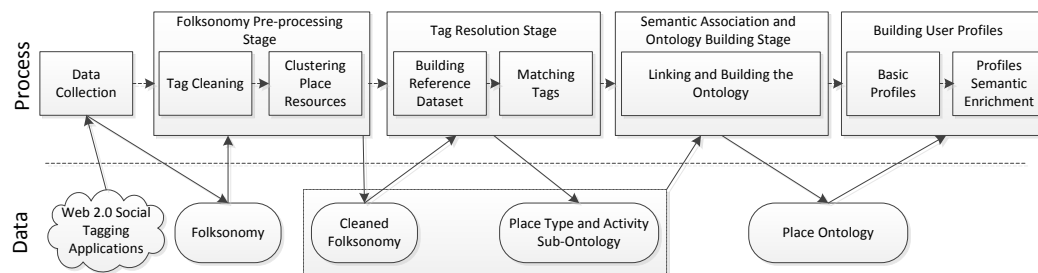 Process
Data
Collection
Folksonomy Pre-processing
Stage
Tag Cleaning
Clustering
Place
Resources
Tag Resolution Stage
Building
Reference
Dataset
Matching
Tags
Semantic Association and
Ontology Building Stage
Linking and Building the
Ontology
Building User Profiles
Basic
Profiles
Profiles
Semantic
Enrichment
Data
Web 2.0 Social
Tagging
Applications
Folksonomy
Cleaned
Folksonomy
Place Type and Activity
Sub-Ontology
Place Ontology